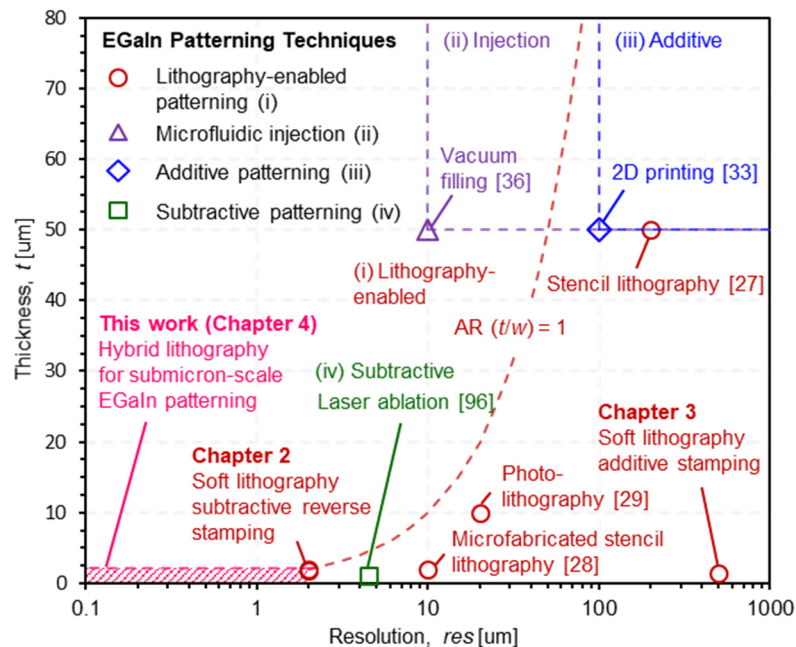 EGaIn Patterning Techniques
Lithography-enabled
patterning (i)
Microfluidic injection (ii)
Additive patterning (iii)
Subtractive patterning (iv)
(ii) Injection
(iii) Additive
Vacuum
filling [36]
2D printing [33]
(i) Lithography-
enabled
Stencil lithography [27]
AR (t/w) = 1
This work (Chapter 4)
Hybrid lithography
for submicron-scale
EGaIn patterning
(iv) Subtractive
Laser ablation [96]
Chapter 2
Soft lithography
subtractive reverse
stamping
Chapter 3
Soft lithography
additive stamping
Photo-
lithography [29]
Microfabricated stencil
lithography [28]
Thickness, t [um]
80
70
60
50
40
30
20
10
0
0.1
1
10
100
1000
Resolution, res [um]